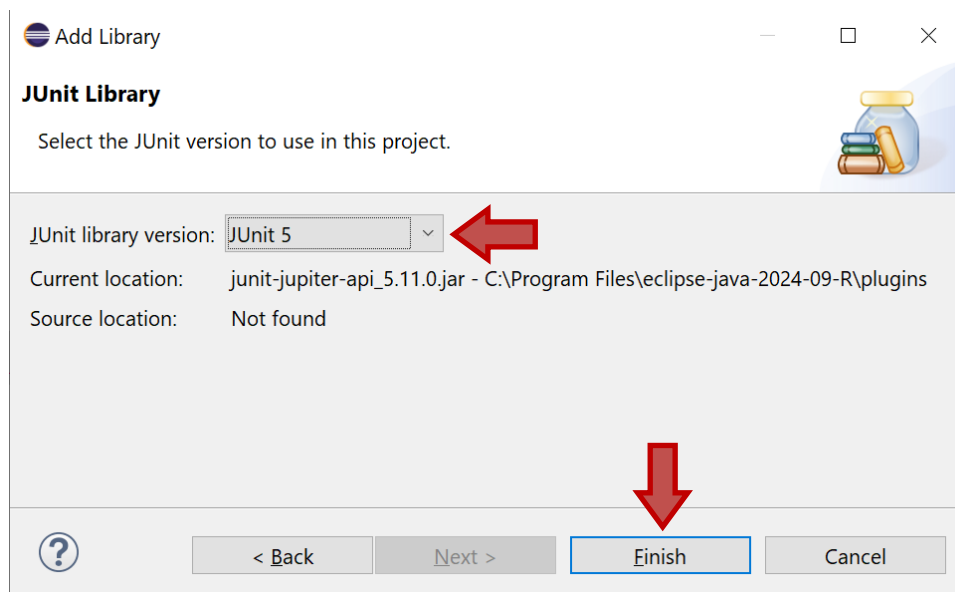 Add Library
JUnit Library
Select the JUnit version to use in this project.
JUnit library version: JUnit 5
Current location: junit-jupiter-api_5.11.0.jar - C:\Program Files\eclipse-java-2024-09-R\plugins
Source location: Not found
? < Back Next > Finish Cancel